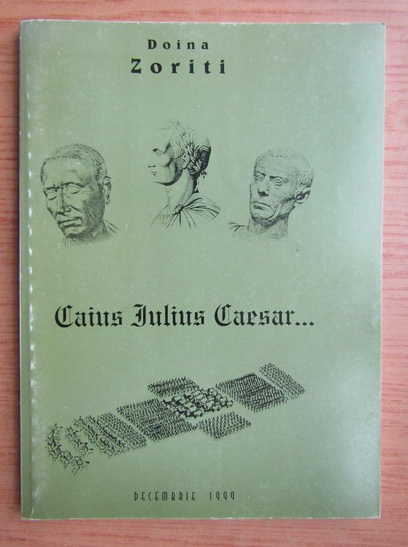 Doina
Zoriti
Caius Iulius Caesar...
DECEMBRIE 1999